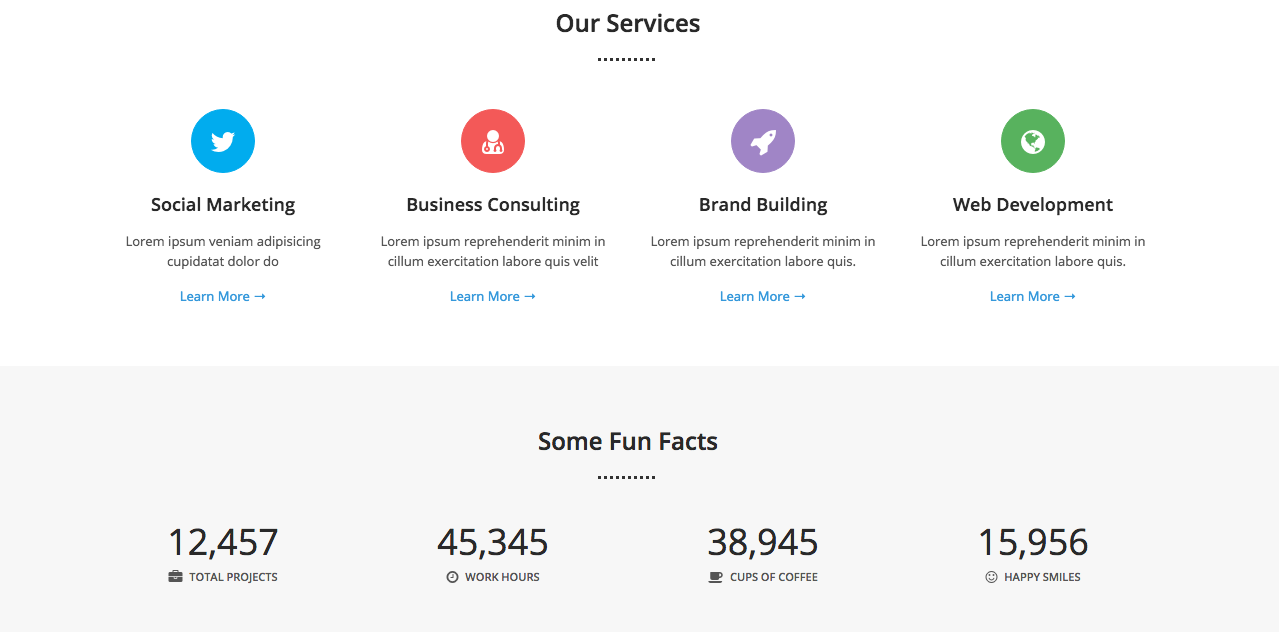 Our Services
Social Marketing
Lorem ipsum veniam adipisicing
cupidatat dolor do
Learn More →
Business Consulting
Lorem ipsum reprehenderit minim in
cillum exercitation labore quis velit
Learn More →
Brand Building
Lorem ipsum reprehenderit minim in
cillum exercitation labore quis.
Learn More →
Web Development
Lorem ipsum reprehenderit minim in
cillum exercitation labore quis.
Learn More →
Some Fun Facts
12,457
TOTAL PROJECTS
45,345
WORK HOURS
38,945
CUPS OF COFFEE
15,956
HAPPY SMILES